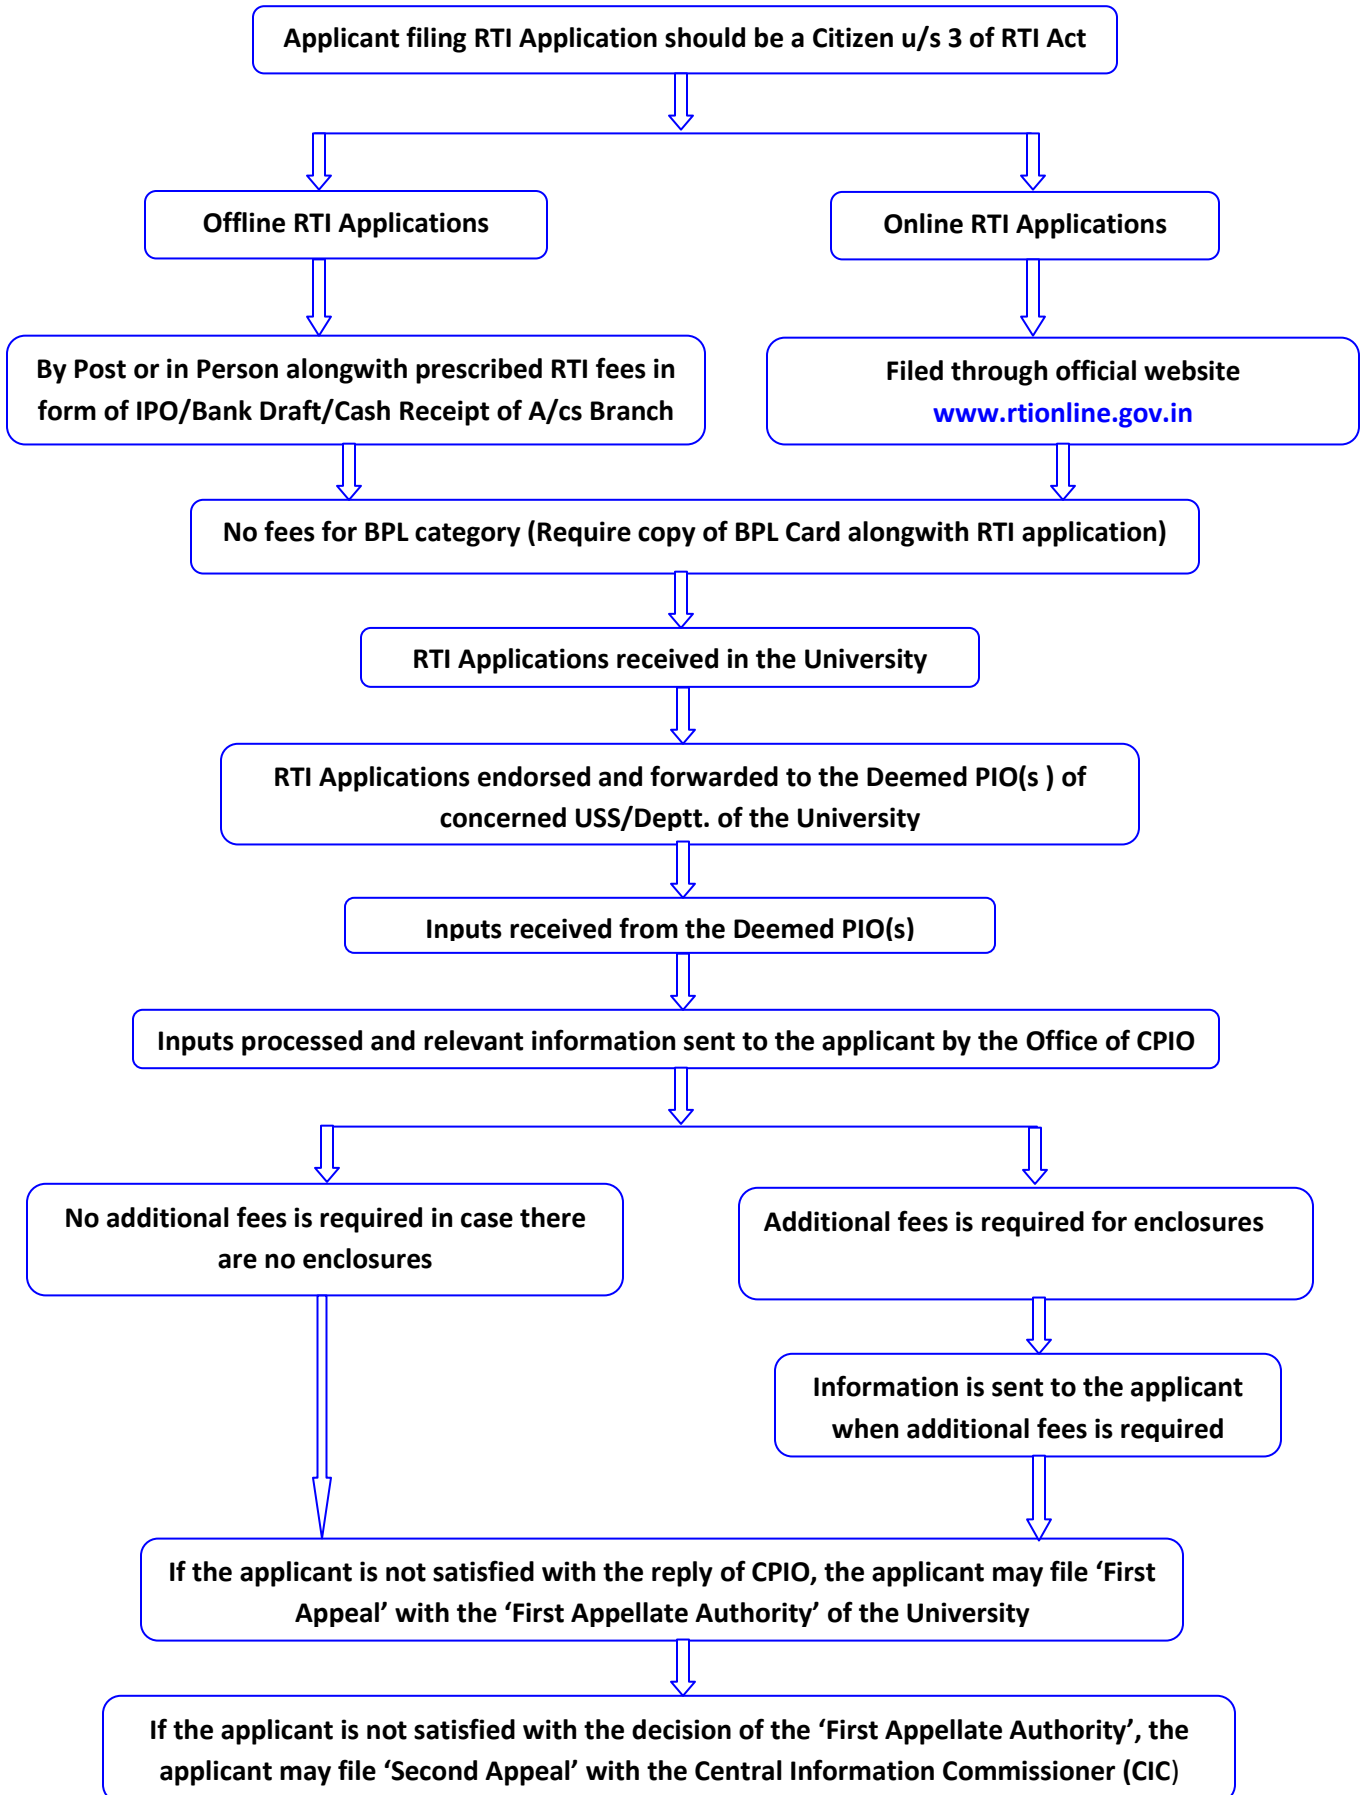 Applicant filing RTI Application should be a Citizen u/s 3 of RTI Act
Offline RTI Applications
Online RTI Applications
By Post or in Person alongwith prescribed RTI fees in
form of IPO/Bank Draft/Cash Receipt of A/cs Branch
Filed through official website
www.rtionline.gov.in
No fees for BPL category (Require copy of BPL Card alongwith RTI application)
RTI Applications received in the University
RTI Applications endorsed and forwarded to the Deemed PIO(s ) of
concerned USS/Deptt. of the University
Inputs received from the Deemed PIO(s)
Inputs processed and relevant information sent to the applicant by the Office of CPIO
No additional fees is required in case there
are no enclosures
Additional fees is required for enclosures
Information is sent to the applicant
when additional fees is required
If the applicant is not satisfied with the reply of CPIO, the applicant may file ‘First
Appeal’ with the ‘First Appellate Authority’ of the University
If the applicant is not satisfied with the decision of the ‘First Appellate Authority’, the
applicant may file ‘Second Appeal’ with the Central Information Commissioner (CIC)